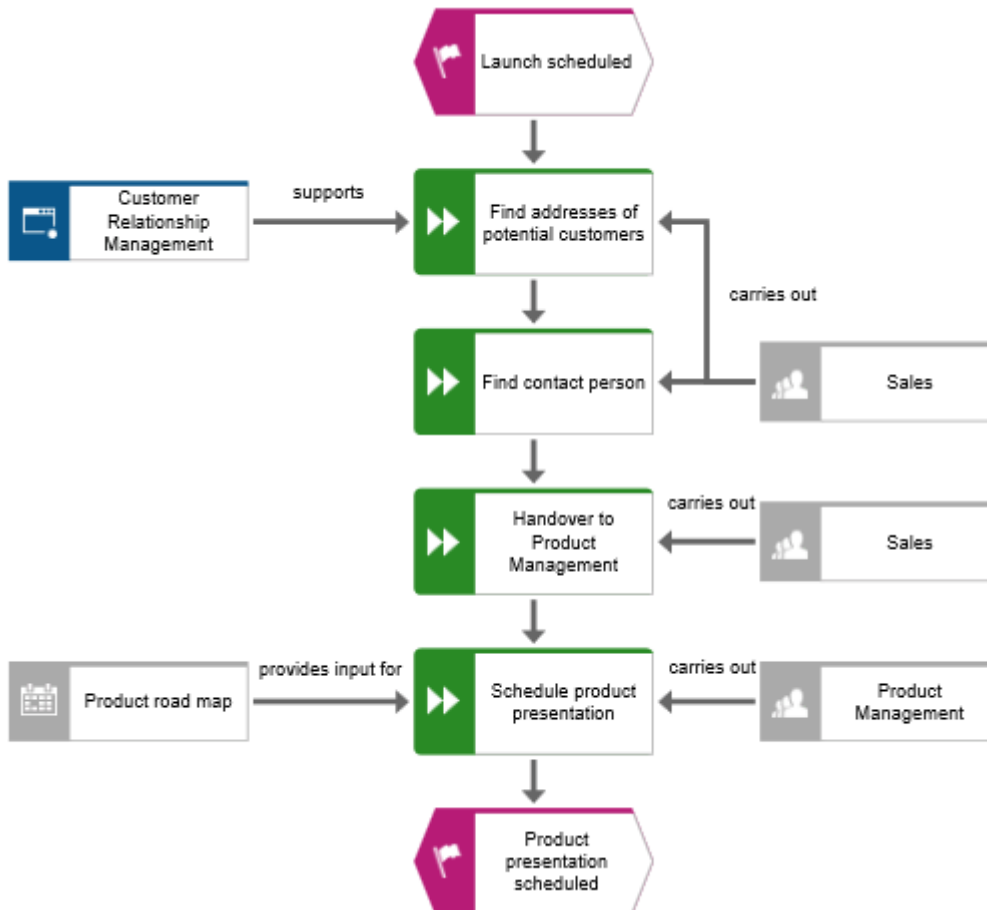 Launch scheduled
Customer
Relationship
Management
supports
Find addresses of
potential customers
carries out
Find contact person
Sales
Handover to
Product
Management
carries out
Sales
Product road map
provides input for
Schedule product
presentation
carries out
Product
Management
Product
presentation
scheduled